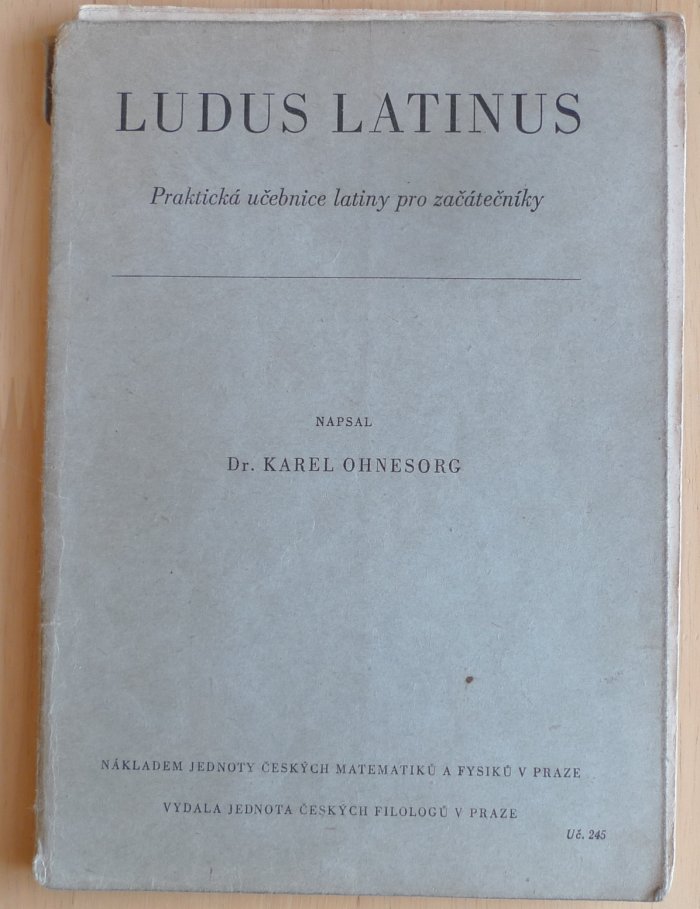 LUDUS LATINUS
Praktická učebnice latiny pro začátečníky
NAPSAL
Dr. KAREL OHNESORG
NÁKLADEM JEDNOTY ČESKÝCH MATEMATIKŮ A FYSIKŮ V PRAZE
VYDALA JEDNOTA ČESKÝCH FILOLOGŮ V PRAZE
Uč. 245